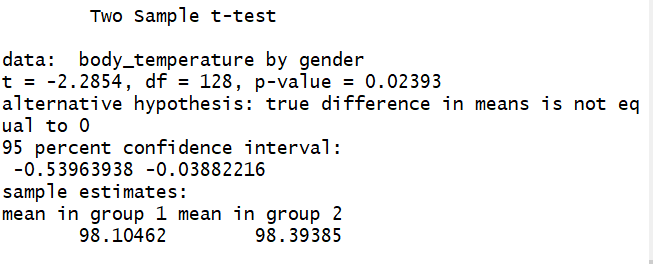 Two Sample t-test
data:  body_temperature by gender
t = -2.2854, df = 128, p-value = 0.02393
alternative hypothesis: true difference in means is not eq
ual to 0
95 percent confidence interval:
 -0.53963938 -0.03882216
sample estimates:
mean in group 1 mean in group 2
       98.10462        98.39385